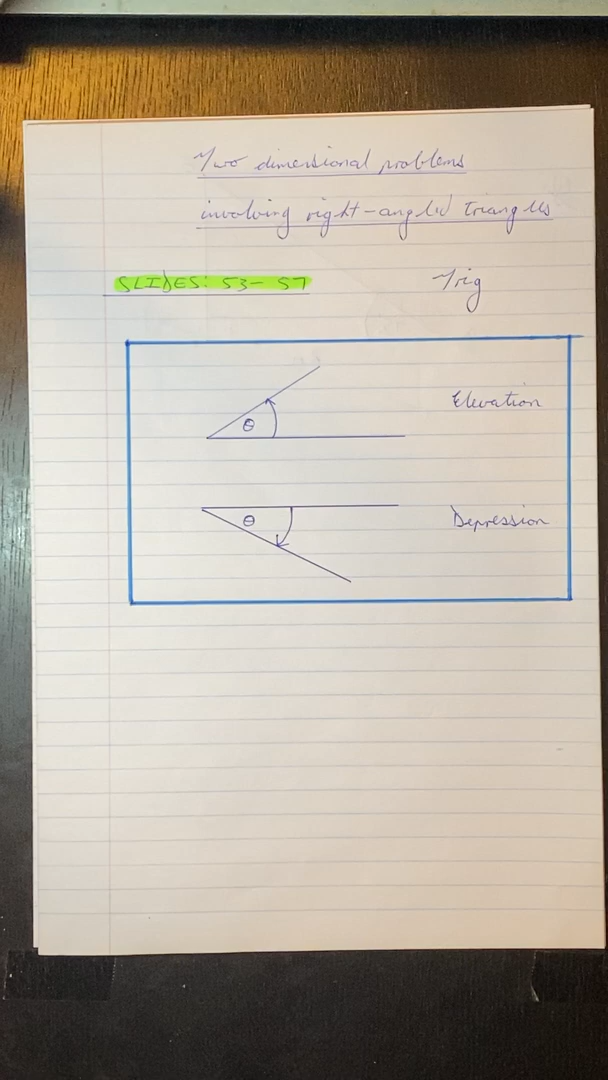 Two dimensional problems
involving right-angled triangles
SLIDES: 53- 57
Trig
θ
Elevation
θ
Depression